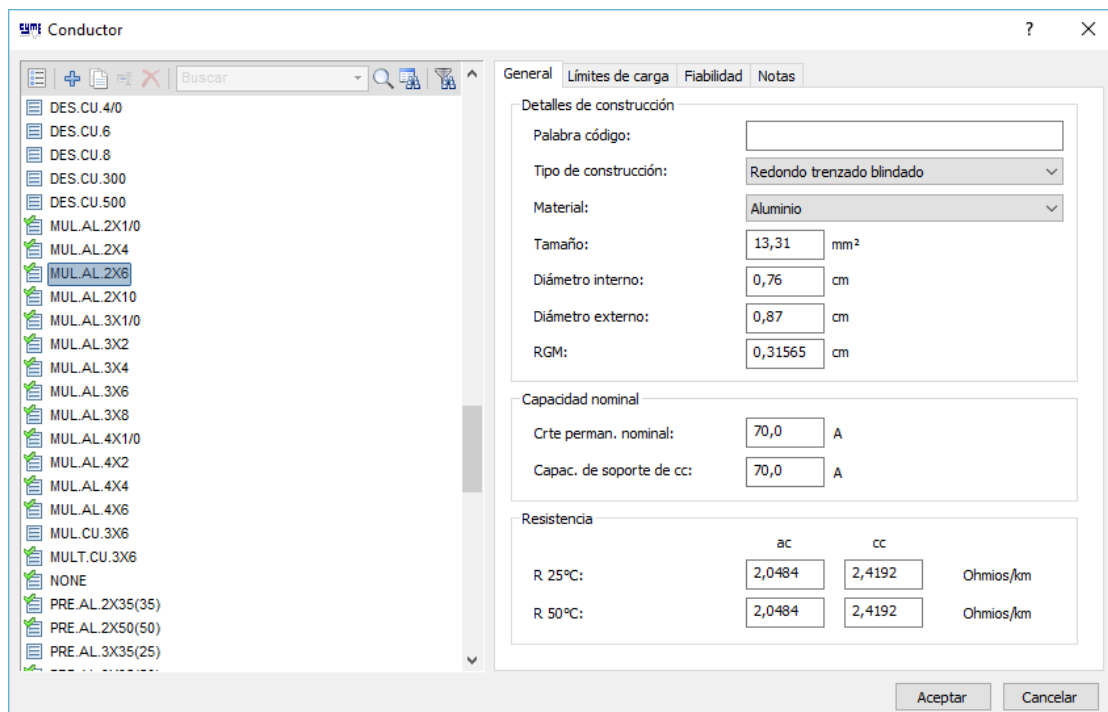 CYME Conductor
?
Buscar
DES.CU.4/0
DES.CU.6
DES.CU.8
DES.CU.300
DES.CU.500
MUL.AL.2X1/0
MUL.AL.2X4
MUL.AL.2X6
MUL.AL.2X10
MUL.AL.3X1/0
MUL.AL.3X2
MUL.AL.3X4
MUL.AL.3X6
MUL.AL.3X8
MUL.AL.4X1/0
MUL.AL.4X2
MUL.AL.4X4
MUL.AL.4X6
MUL.CU.3X6
MULT.CU.3X6
NONE
PRE.AL.2X35(35)
PRE.AL.2X50(50)
PRE.AL.3X35(25)
General Límites de carga Fiabilidad Notas
Detalles de construcción
Palabra código:
Tipo de construcción: Redondo trenzado blindado
Material: Aluminio
Tamaño: 13,31 mm²
Diámetro interno: 0,76 cm
Diámetro externo: 0,87 cm
RGM: 0,31565 cm
Capacidad nominal
Crte perman. nominal: 70,0 A
Capac. de soporte de cc: 70,0 A
Resistencia
ac cc
R 25°C: 2,0484 2,4192 Ohmios/km
R 50°C: 2,0484 2,4192 Ohmios/km
Aceptar Cancelar